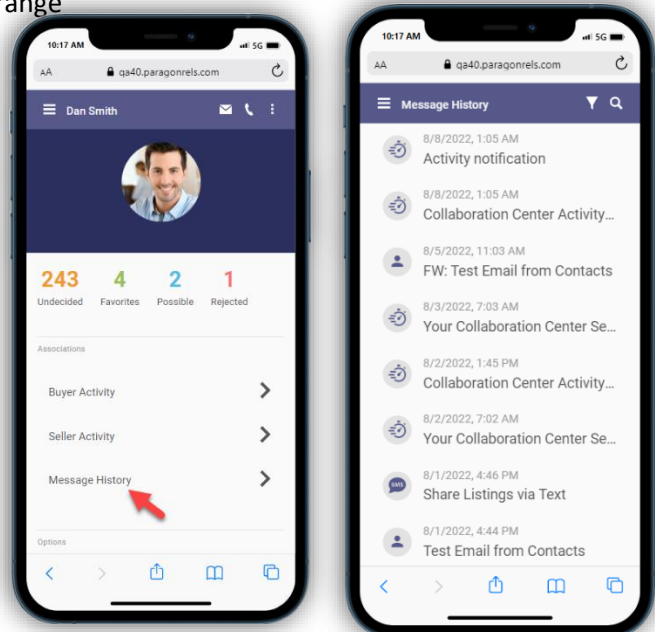 range
10:17 AM
5G
AA
qa40.paragonrels.com
Dan Smith
243
4
2
1
Undecided
Favorites
Possible
Rejected
Associations
Buyer Activity
Seller Activity
Message History
Options
10:17 AM
5G
AA
qa40.paragonrels.com
Message History
8/8/2022, 1:05 AM
Activity notification
8/8/2022, 1:05 AM
Collaboration Center Activity...
8/5/2022, 11:03 AM
FW: Test Email from Contacts
8/3/2022, 7:03 AM
Your Collaboration Center Se...
8/2/2022, 1:45 PM
Collaboration Center Activity...
8/2/2022, 7:02 AM
Your Collaboration Center Se...
SMS
8/1/2022, 4:46 PM
Share Listings via Text
8/1/2022, 4:44 PM
Test Email from Contacts